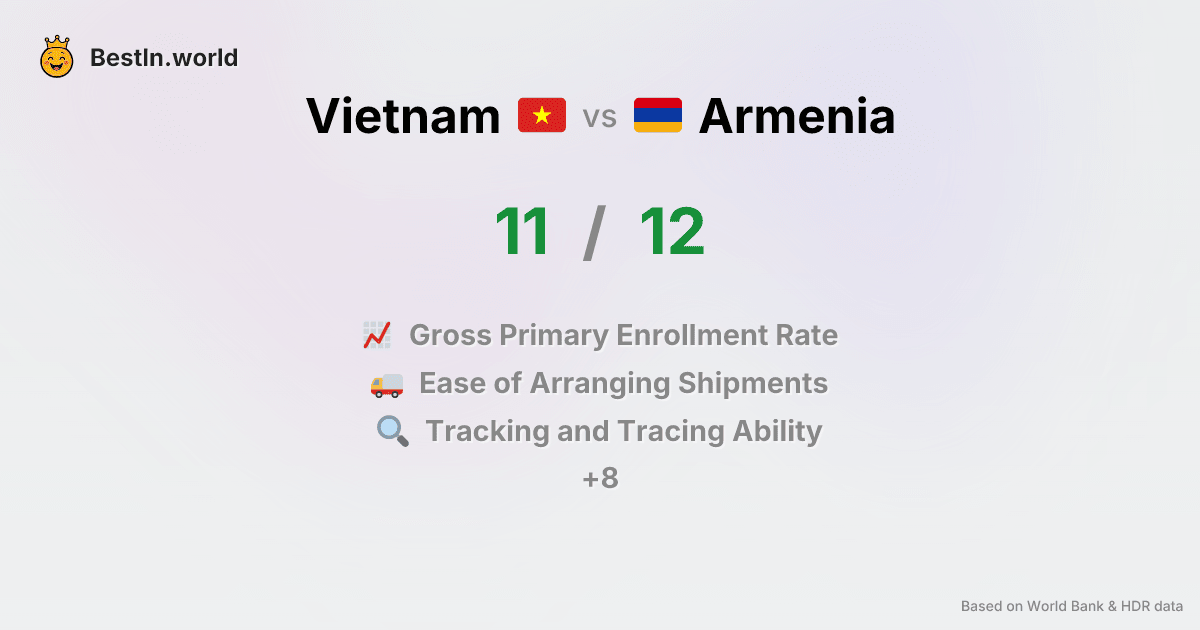 BestIn.world
Vietnam vs Armenia
11 / 12
Gross Primary Enrollment Rate
Ease of Arranging Shipments
Tracking and Tracing Ability
+8
Based on World Bank & HDR data